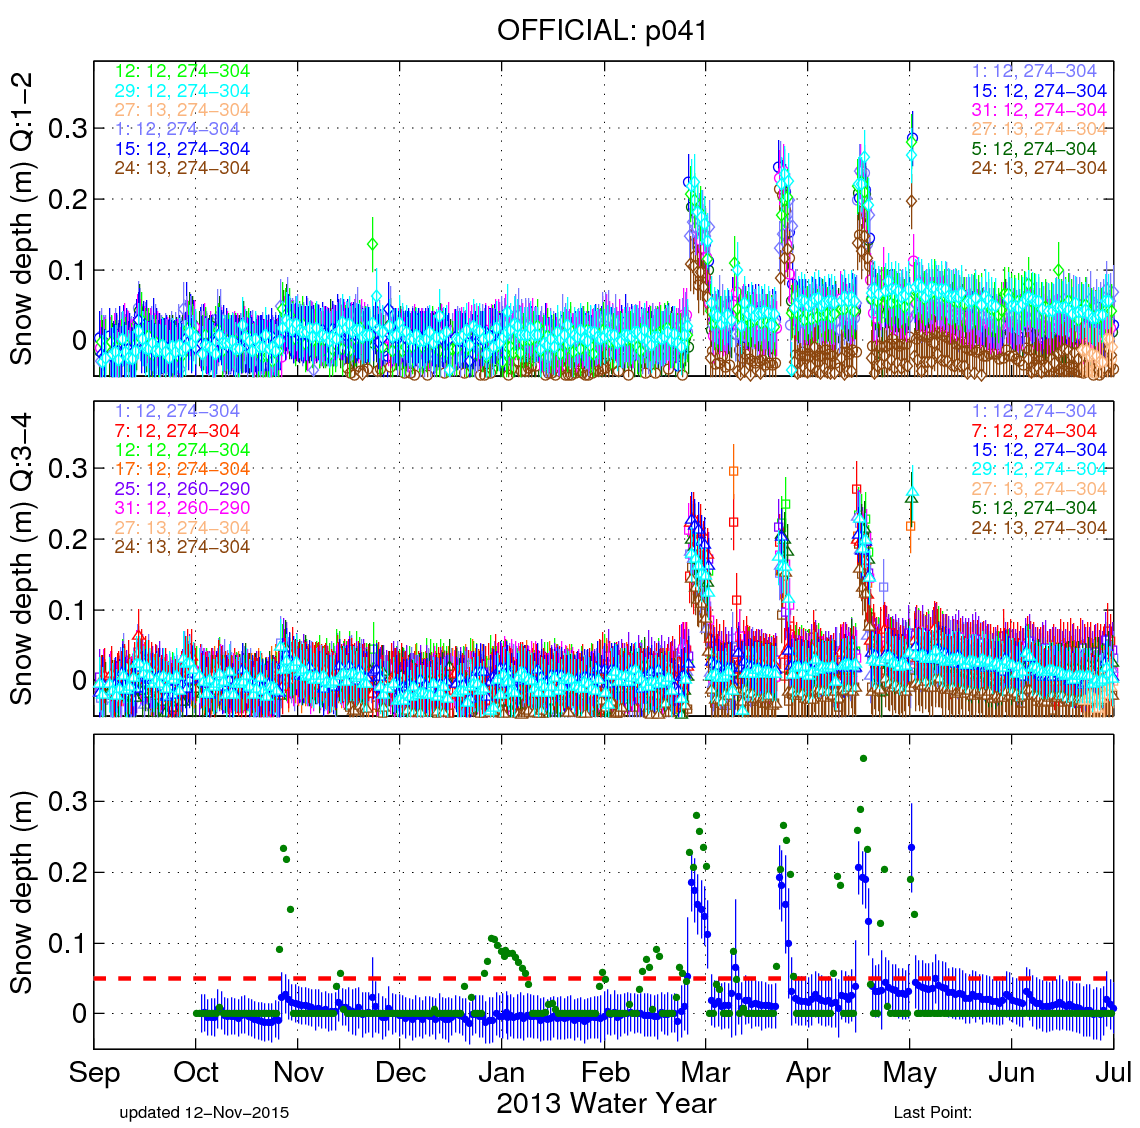 OFFICIAL: p041
Snow depth (m) Q:1−2
0.3
0.2
0.1
0
12: 12, 274−304
29: 12, 274−304
27: 13, 274−304
1: 12, 274−304
15: 12, 274−304
24: 13, 274−304
1: 12, 274−304
15: 12, 274−304
31: 12, 274−304
27: 13, 274−304
5: 12, 274−304
24: 13, 274−304
Snow depth (m) Q:3−4
0.3
0.2
0.1
0
1: 12, 274−304
7: 12, 274−304
12: 12, 274−304
17: 12, 274−304
25: 12, 260−290
31: 12, 260−290
27: 13, 274−304
24: 13, 274−304
1: 12, 274−304
7: 12, 274−304
15: 12, 274−304
29: 12, 274−304
27: 13, 274−304
5: 12, 274−304
24: 13, 274−304
Snow depth (m)
0.3
0.2
0.1
0
Sep Oct Nov Dec Jan Feb Mar Apr May Jun Jul
2013 Water Year
updated 12−Nov−2015
Last Point: